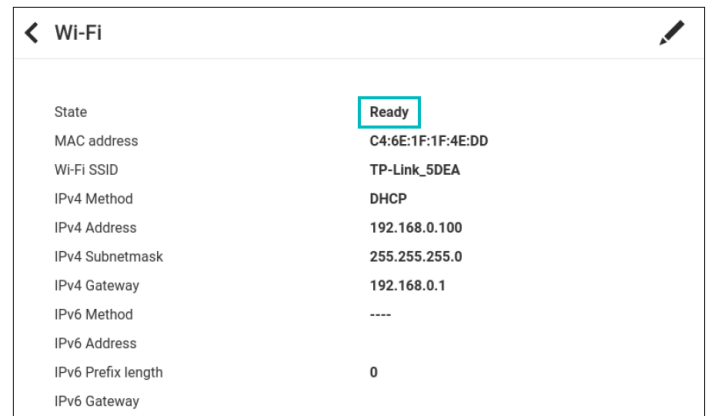 Wi-Fi
State Ready
MAC address C4:6E:1F:1F:4E:DD
Wi-Fi SSID TP-Link_5DEA
IPv4 Method DHCP
IPv4 Address 192.168.0.100
IPv4 Subnetmask 255.255.255.0
IPv4 Gateway 192.168.0.1
IPv6 Method ----
IPv6 Address
IPv6 Prefix length 0
IPv6 Gateway